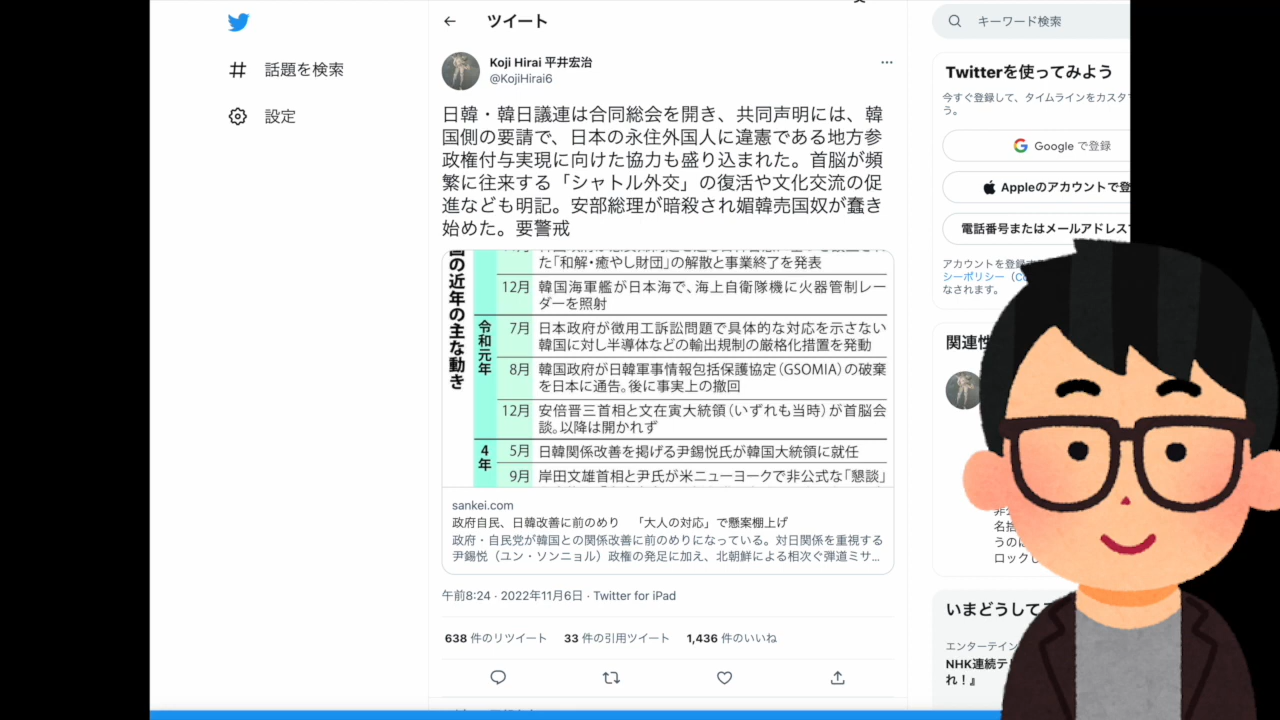 ツイート
話題を検索
設定
Koji Hirai 平井宏治
@KojiHirai6
日韓・韓日議連は合同総会を開き、共同声明には、韓
国側の要請で、日本の永住外国人に違憲である地方参
政権付与実現に向けた協力も盛り込まれた。首脳が頻
繁に往来する「シャトル外交」の復活や文化交流の促
進なども明記。安部総理が暗殺され媚韓売国奴が蠢き
始めた。要警戒
国の近年の主な動き
た「和解・癒やし財団」の解散と事業終了を発表
12月 韓国海軍艦が日本海で、海上自衛隊機に火器管制レー
ダーを照射
令和元年
7月 日本政府が徴用工訴訟問題で具体的な対応を示さない
韓国に対し半導体などの輸出規制の厳格化措置を発動
8月 韓国政府が日韓軍事情報包括保護協定(GSOMIA)の破棄
を日本に通告。後に事実上の撤回
12月 安倍晋三首相と文在寅大統領(いずれも当時)が首脳会
談。以降は開かれず
4年
5月 日韓関係改善を掲げる尹錫悦氏が韓国大統領に就任
9月 岸田文雄首相と尹氏が米ニューヨークで非公式な「懇談」
sankei.com
政府自民、日韓改善に前のめり 「大人の対応」で懸案棚上げ
政府・自民党が韓国との関係改善に前のめりになっている。対日関係を重視する
尹錫悦（ユン・ソンニョル）政権の発足に加え、北朝鮮による相次ぐ弾道ミサ...
午前8:24 · 2022年11月6日 · Twitter for iPad
638 件のリツイート 33 件の引用ツイート 1,436 件のいいね
キーワード検索
Twitterを使ってみよう
今すぐ登録して、タイムラインをカスタ
う。
Google で登録
Appleのアカウントで登
電話番号またはメールアドレスで
アカウントを登録する
シーポリシー（Co
なされます。
関連性
名括
うのに
ロックし
いまどうして
エンターテイン
NHK連続テレ
れ！』